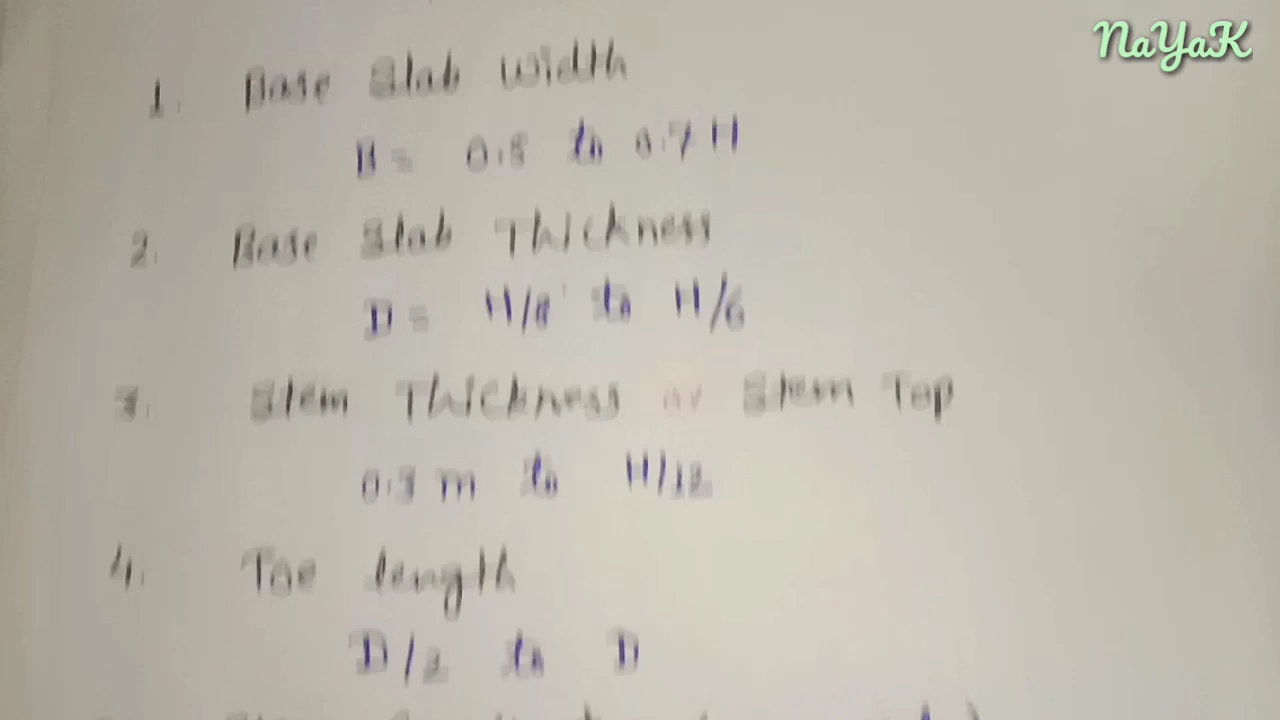 NaYaK
1. Base Slab Width
B = 0.5 to 0.7 H
2. Base Slab Thickness
D = H/8 to H/6
3. Stem Thickness at Stem Top
0.3 m to H/12
4. Toe length
D/2 to D